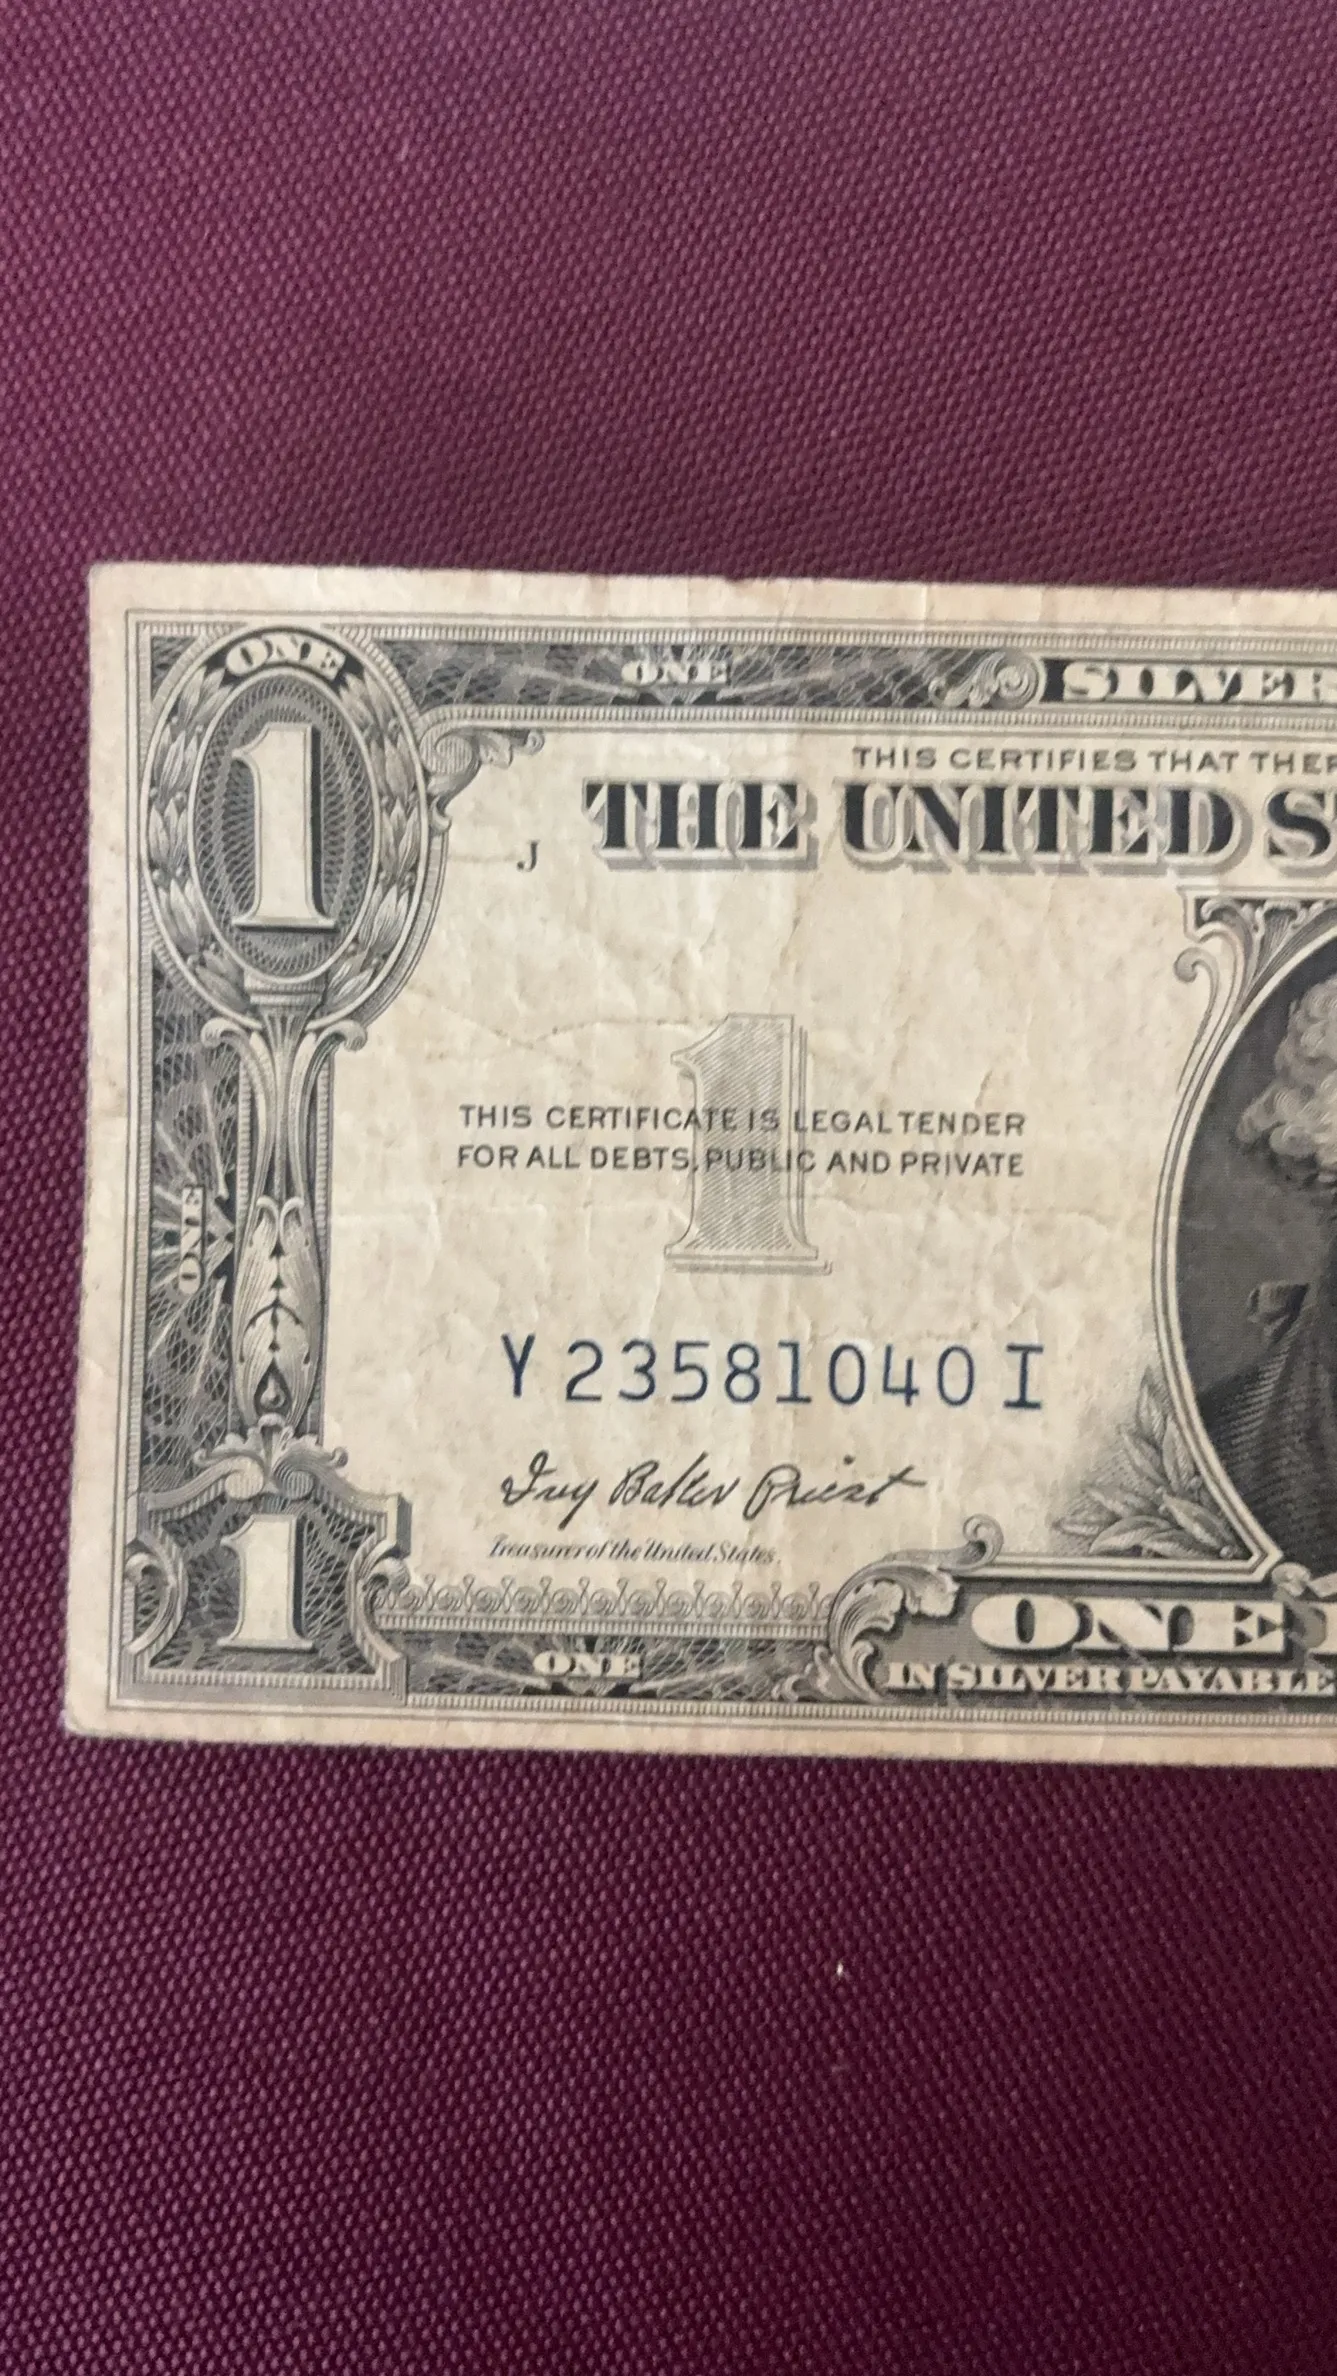 ONE
1
ONE
SILVER
THIS CERTIFIES THAT THER
THE UNITED S
J
1
THIS CERTIFICATE IS LEGAL TENDER
FOR ALL DEBTS, PUBLIC AND PRIVATE
ONE
Y 23581040 I
Ivy Baker Priest
Treasurer of the United States.
1
ONE
ONE
IN SILVER PAYABLE